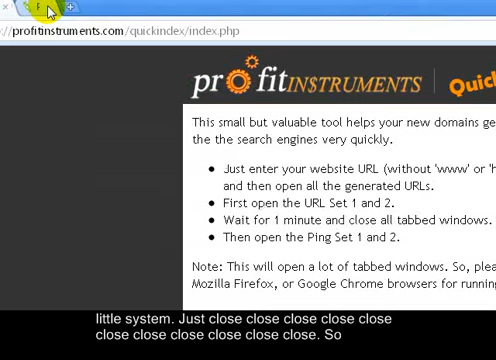 //profitinstruments.com/quickindex/index.php
profitINSTRUMENTS
This small but valuable tool helps your new domains
the the search engines very quickly.
Just enter your website URL (without 'www' or
and then open all the generated URLs.
First open the URL Set 1 and 2.
Wait for 1 minute and close all tabbed windows.
Then open the Ping Set 1 and 2.
Note: This will open a lot of tabbed windows. So,
Mozilla Firefox, or Google Chrome browsers for
little system. Just close close close close close
close close close close close close. So